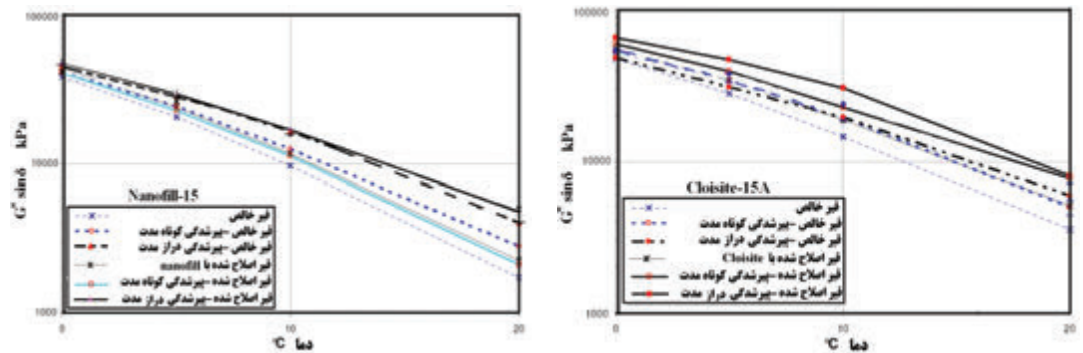 100000
10000
1000
G* sinδ kPa
Nanofill-15
قیر خالص
قیر خالص –پیرشدگی کوتاه مدت
قیر خالص –پیرشدگی دراز مدت
قیر اصلاح شده با nanofill
قیر اصلاح شده –پیرشدگی کوتاه مدت
قیر اصلاح شده –پیرشدگی دراز مدت
0
10
20
دما °C
100000
10000
1000
G* sinδ kPa
Cloisite-15A
قیر خالص
قیر خالص –پیرشدگی کوتاه مدت
قیر خالص –پیرشدگی دراز مدت
قیر اصلاح شده با Cloisite
قیر اصلاح شده –پیرشدگی کوتاه مدت
قیر اصلاح شده –پیرشدگی دراز مدت
0
10
20
دما °C